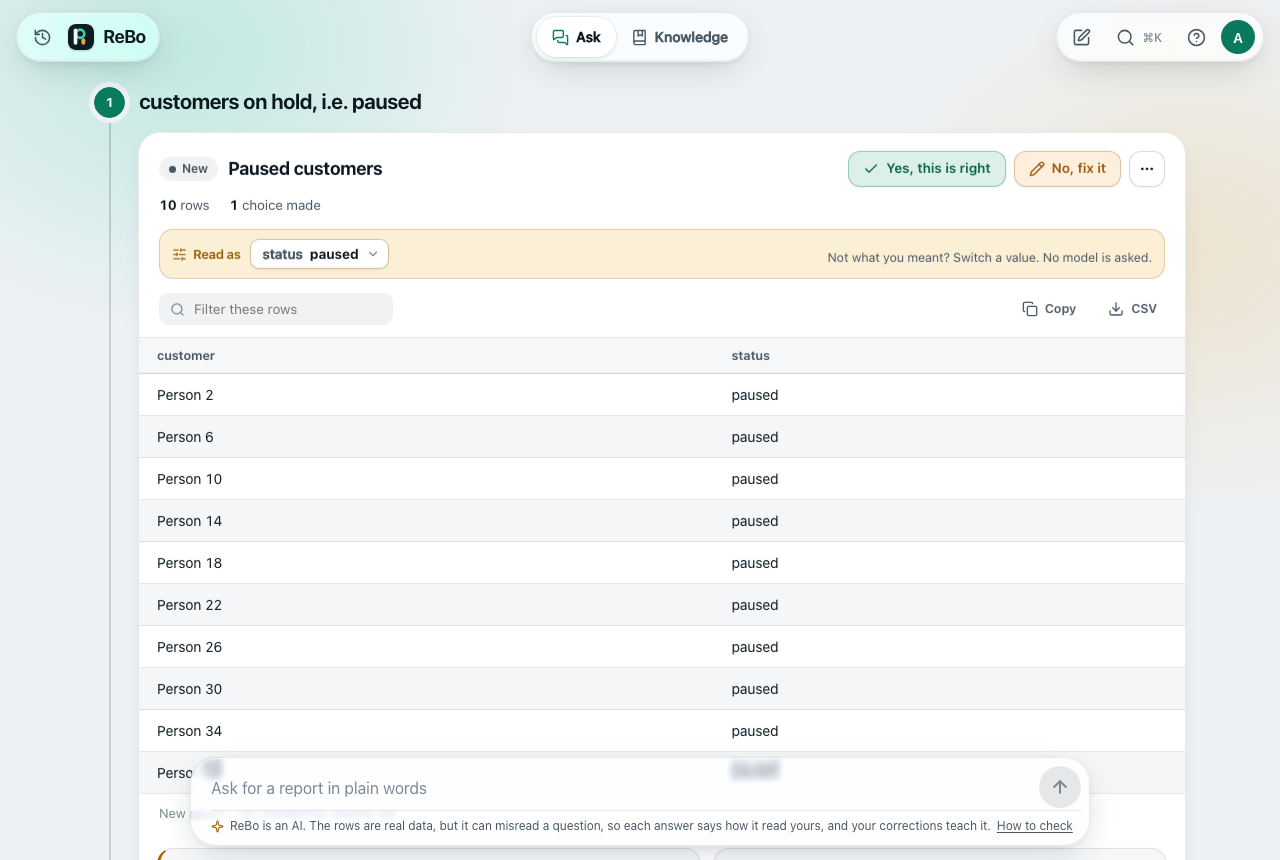 ReBo
Ask
Knowledge
⌘K
A
1
customers on hold, i.e. paused
New
Paused customers
Yes, this is right
No, fix it
10 rows
1 choice made
Read as
status paused
Not what you meant? Switch a value. No model is asked.
Filter these rows
Copy
CSV
customer status
Person 2 paused
Person 6 paused
Person 10 paused
Person 14 paused
Person 18 paused
Person 22 paused
Person 26 paused
Person 30 paused
Person 34 paused
Ask for a report in plain words
New
ReBo is an AI. The rows are real data, but it can misread a question, so each answer says how it read yours, and your corrections teach it. How to check